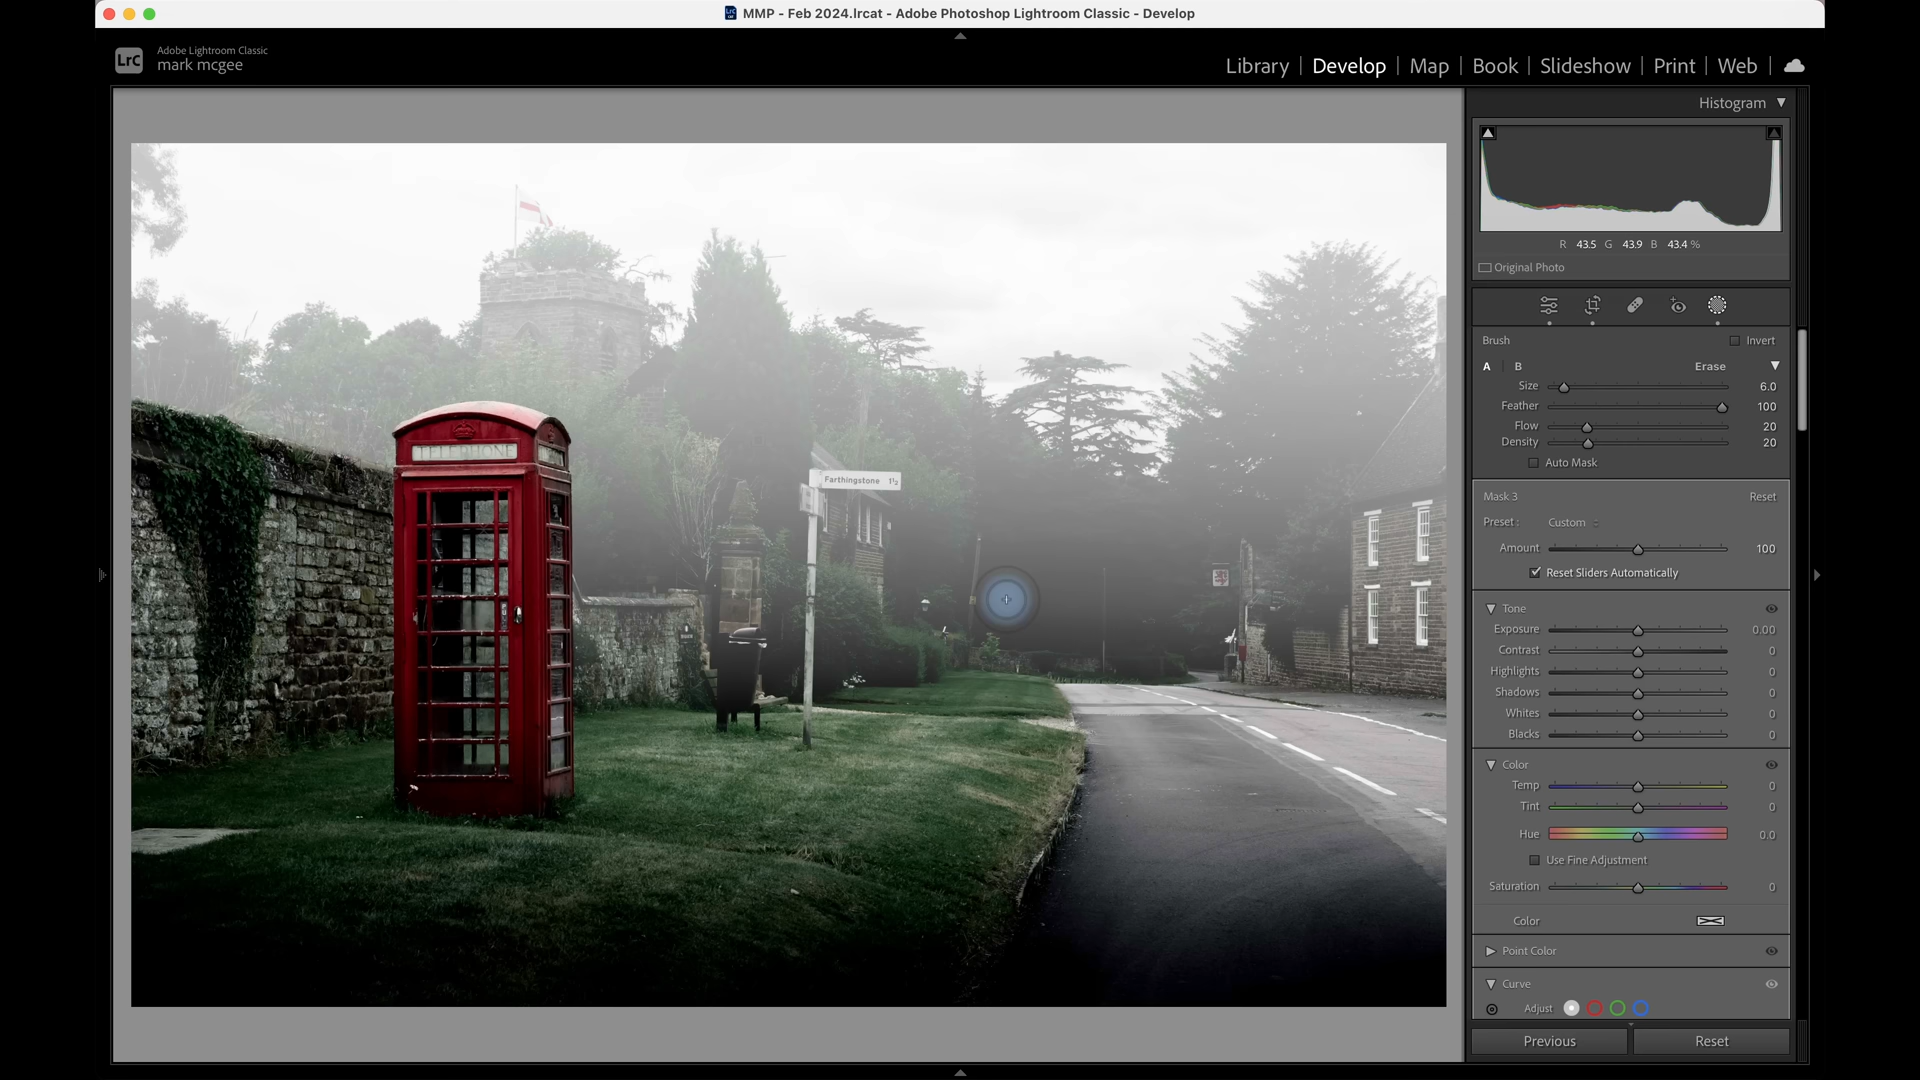 MMP - Feb 2024.lrcat - Adobe Photoshop Lightroom Classic - Develop
LrC
Adobe Lightroom Classic
mark mcgee
Library | Develop | Map | Book | Slideshow | Print | Web
Histogram
R 43.5 G 43.9 B 43.4 %
Original Photo
Brush Invert
A B Erase
Size 6.0
Feather 100
Flow 20
Density 20
Auto Mask
Mask 3 Reset
Preset : Custom
Amount 100
Reset Sliders Automatically
Tone
Exposure 0.00
Contrast 0
Highlights 0
Shadows 0
Whites 0
Blacks 0
Color
Temp 0
Tint 0
Hue 0.0
Use Fine Adjustment
Saturation 0
Color
Point Color
Curve
Adjust
Previous Reset
TELEPHONE
Farthingstone 1½